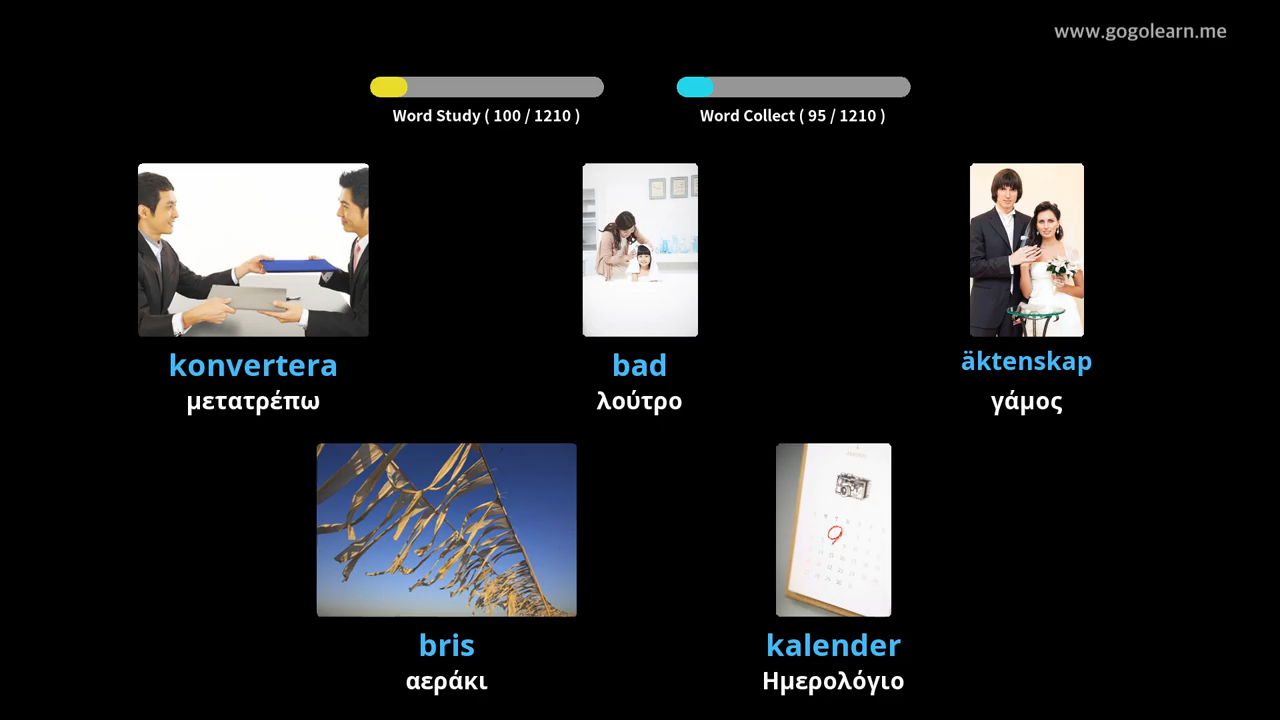 www.gogolearn.me
Word Study ( 100 / 1210 )
Word Collect ( 95 / 1210 )
konvertera
μετατρέπω
bad
λούτρο
äktenskap
γάμος
bris
αεράκι
kalender
Ημερολόγιο